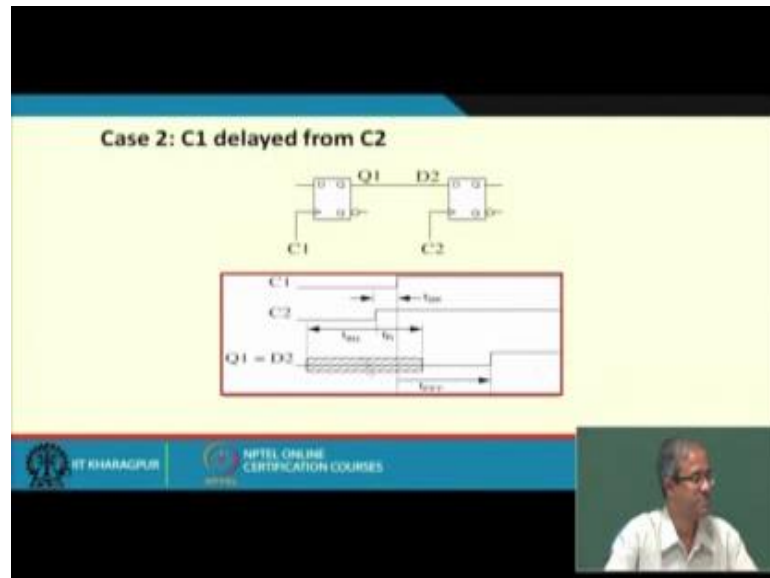 Case 2: C1 delayed from C2
Q1 D2
D Q D Q
Q Q
C1 C2
C1
C2
Q1 = D2
IIT KHARAGPUR
NPTEL
NPTEL ONLINE
CERTIFICATION COURSES